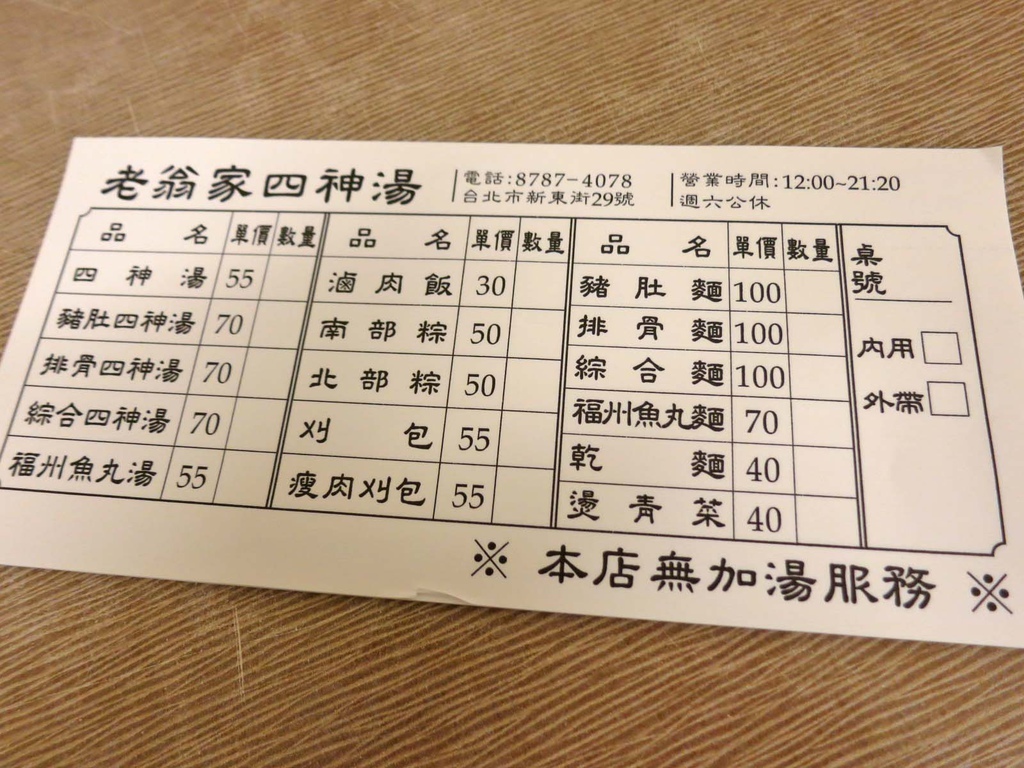 老翁家四神湯
電話:8787-4078
台北市新東街29號
營業時間:12:00~21:20
週六公休
品名 單價 數量 品名 單價 數量 品名 單價 數量
四神湯 55
豬肚四神湯 70
排骨四神湯 70
綜合四神湯 70
福州魚丸湯 55
滷肉飯 30
南部粽 50
北部粽 50
刈包 55
瘦肉刈包 55
豬肚麵 100
排骨麵 100
綜合麵 100
福州魚丸麵 70
乾麵 40
燙青菜 40
桌號
內用
外帶
※ 本店無加湯服務 ※